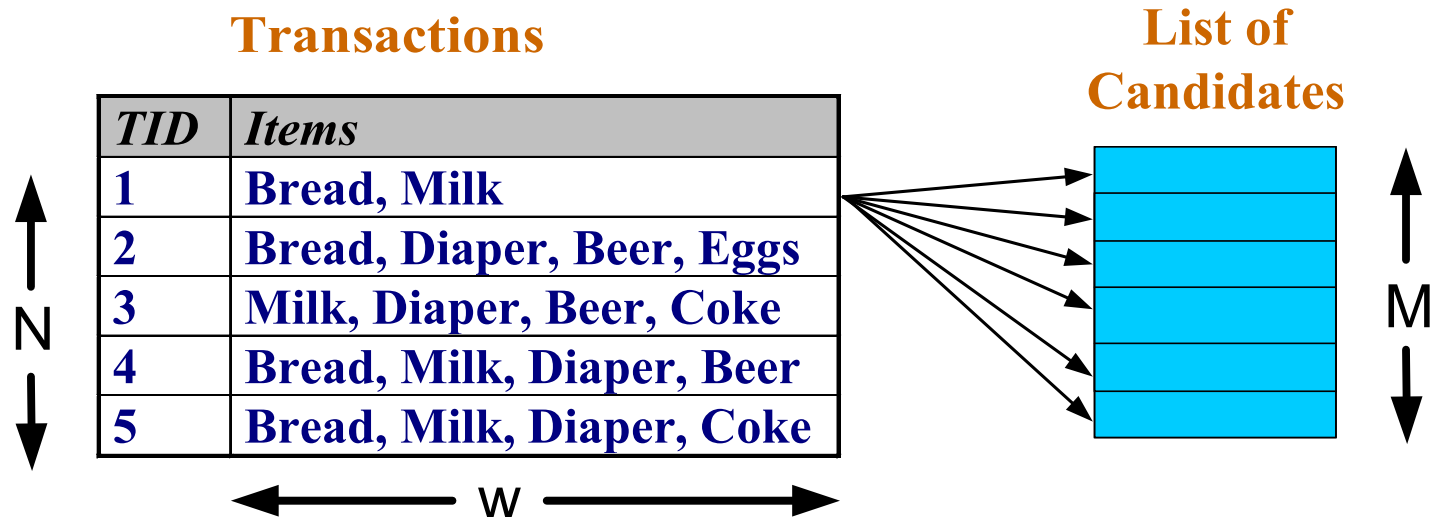 Transactions
List of
Candidates
TID Items
1 Bread, Milk
2 Bread, Diaper, Beer, Eggs
3 Milk, Diaper, Beer, Coke
4 Bread, Milk, Diaper, Beer
5 Bread, Milk, Diaper, Coke
N
M
w